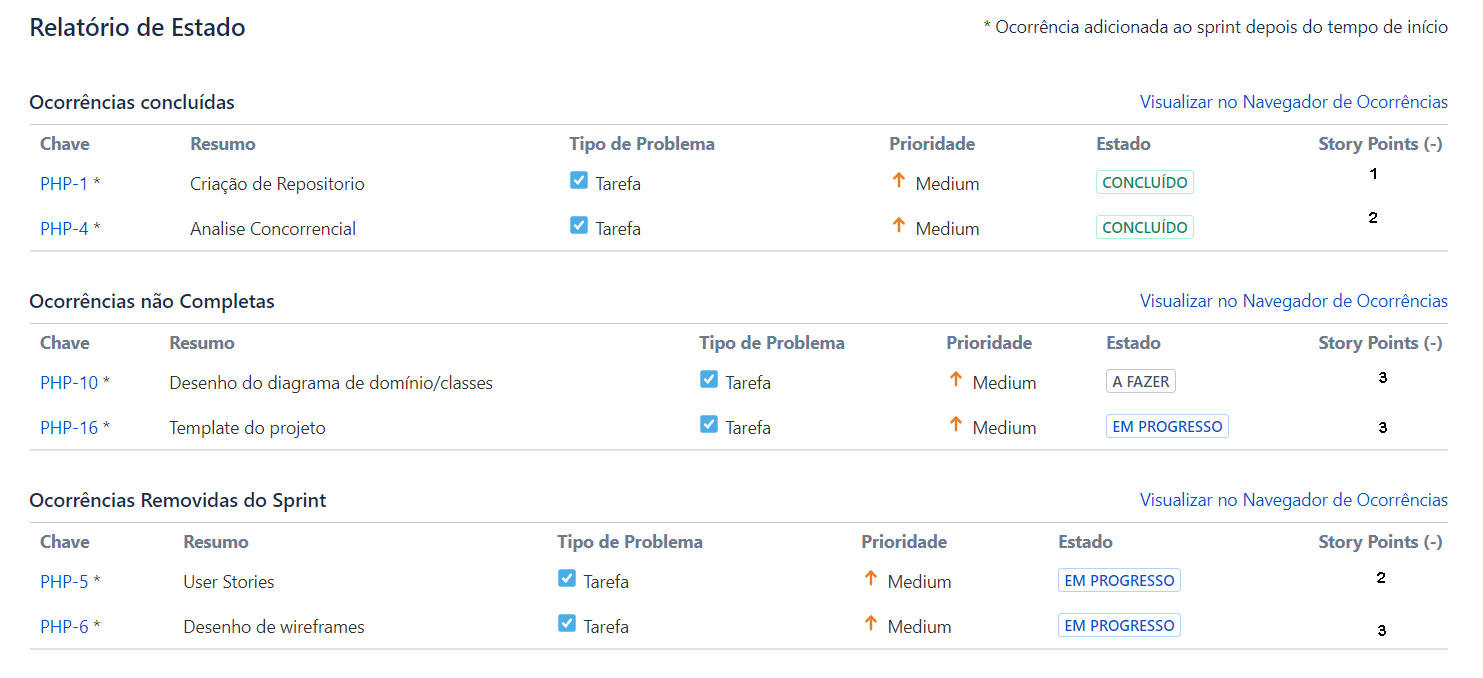 Relatório de Estado
* Ocorrência adicionada ao sprint depois do tempo de início
Ocorrências concluídas Visualizar no Navegador de Ocorrências
Chave Resumo Tipo de Problema Prioridade Estado Story Points (-)
PHP-1 * Criação de Repositorio Tarefa Medium CONCLUÍDO 1
PHP-4 * Analise Concorrencial Tarefa Medium CONCLUÍDO 2
Ocorrências não Completas Visualizar no Navegador de Ocorrências
Chave Resumo Tipo de Problema Prioridade Estado Story Points (-)
PHP-10 * Desenho do diagrama de domínio/classes Tarefa Medium A FAZER 3
PHP-16 * Template do projeto Tarefa Medium EM PROGRESSO 3
Ocorrências Removidas do Sprint Visualizar no Navegador de Ocorrências
Chave Resumo Tipo de Problema Prioridade Estado Story Points (-)
PHP-5 * User Stories Tarefa Medium EM PROGRESSO 2
PHP-6 * Desenho de wireframes Tarefa Medium EM PROGRESSO 3